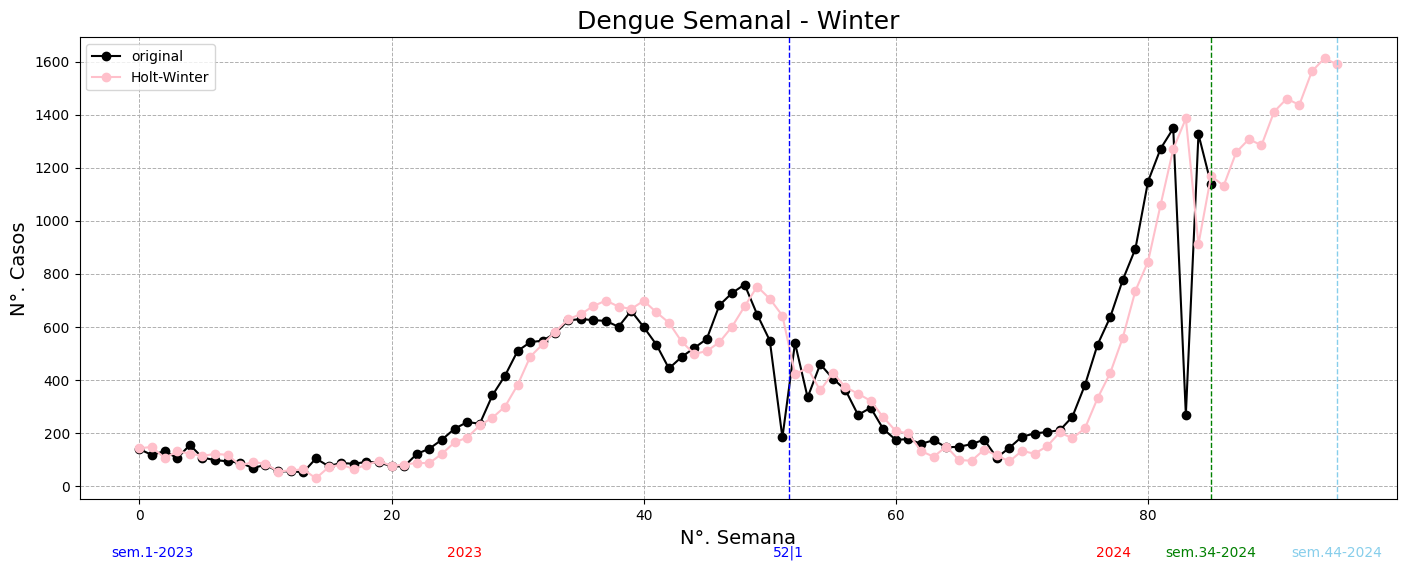 Dengue Semanal - Winter
original
Holt-Winter
1600
1400
1200
1000
800
600
400
200
0
N°. Casos
0 20 40 60 80
N°. Semana
sem.1-2023 2023 52|1 2024 sem.34-2024 sem.44-2024